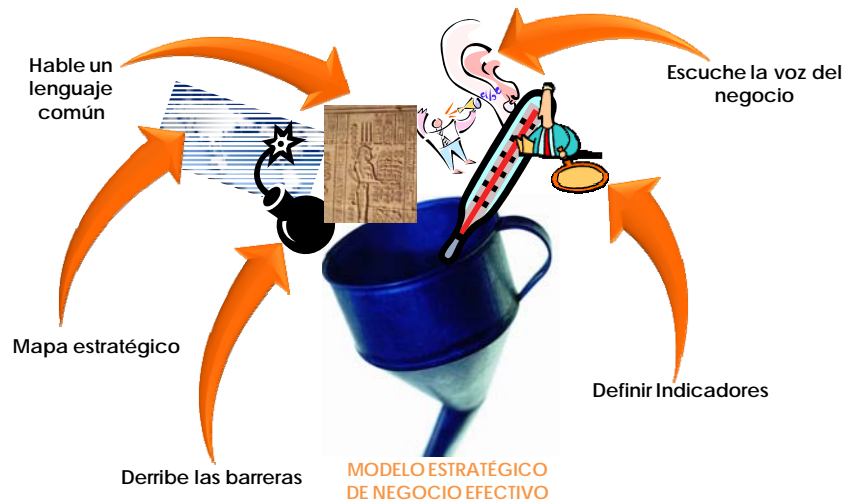 Hable un
lenguaje
común
Escuche la voz del
negocio
Mapa estratégico
Definir Indicadores
Derribe las barreras
MODELO ESTRATÉGICO
DE NEGOCIO EFECTIVO